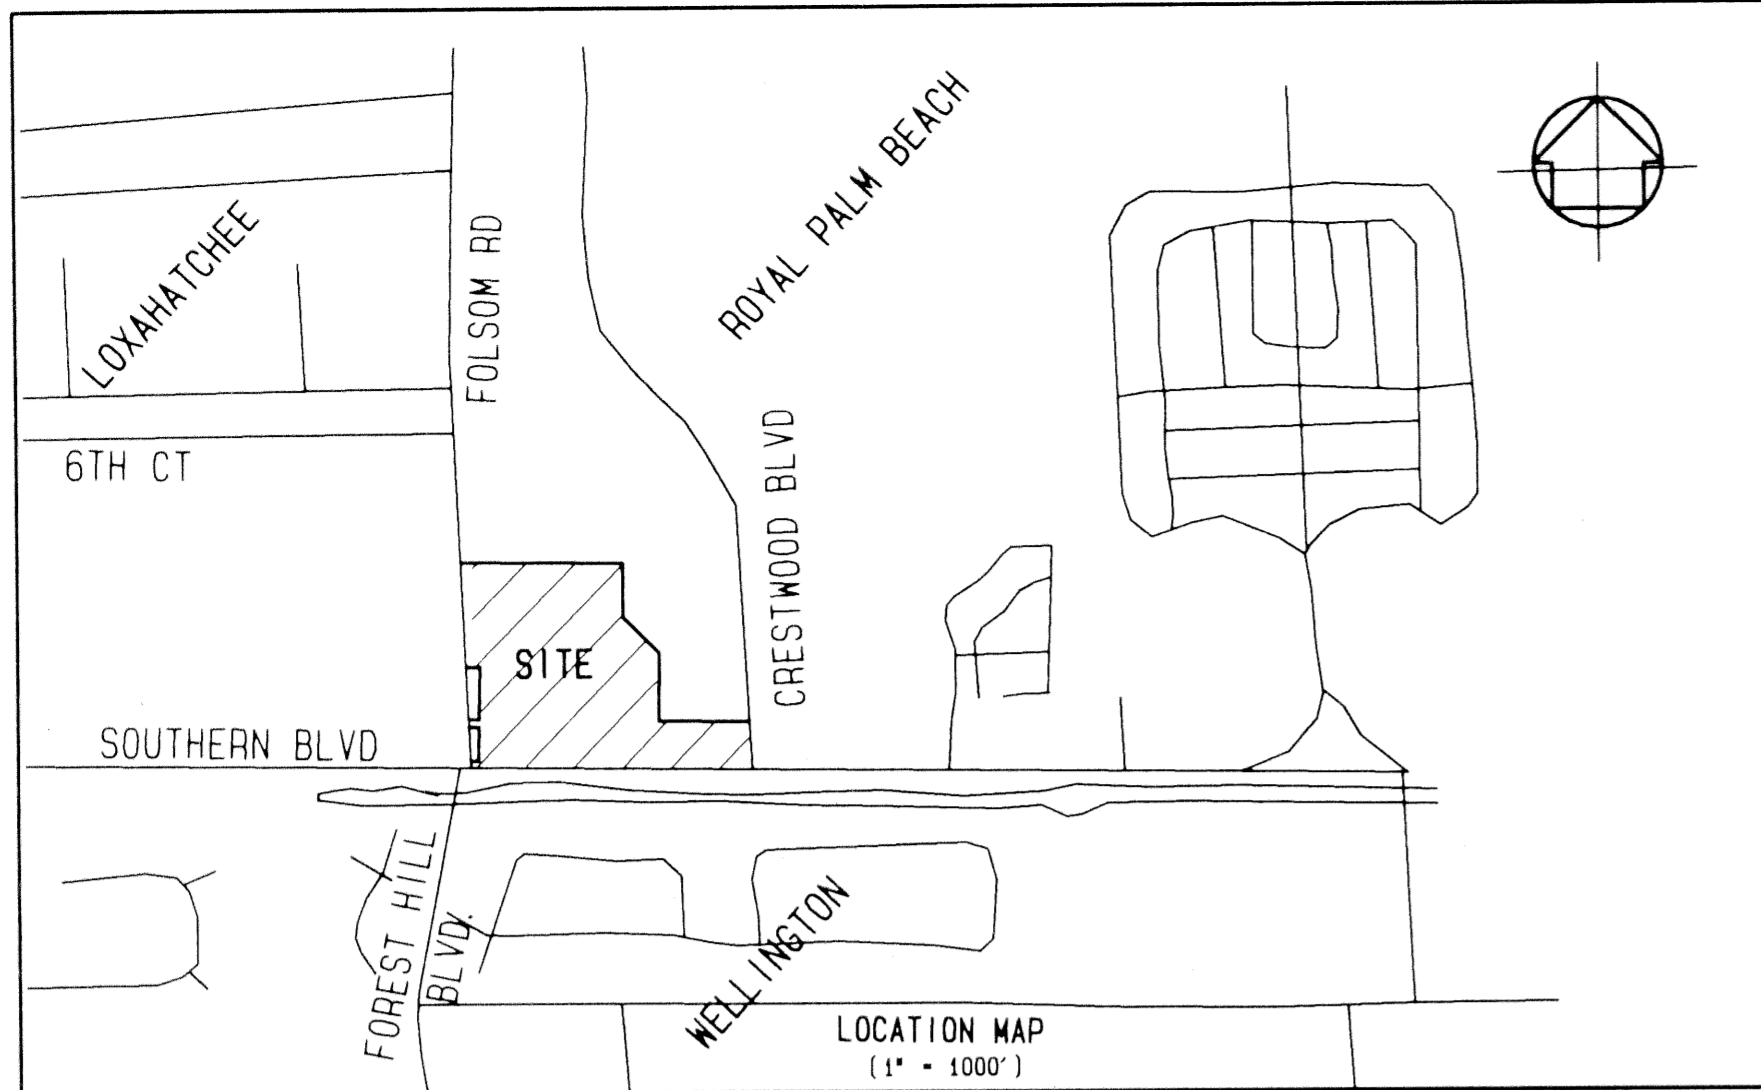 ROYAL PALM BEACH
LOXAHATCHEE
FOLSOM RD
6TH CT
CRESTWOOD BLVD
SITE
SOUTHERN BLVD
FOREST HILL
BLVD.
WELLINGTON
LOCATION MAP
(1" - 1000')